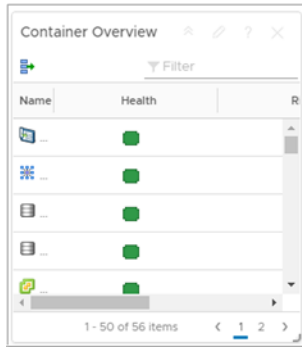 Container Overview ?
Filter
Name Health R
...
...
...
...
...
1 - 50 of 56 items 1 2